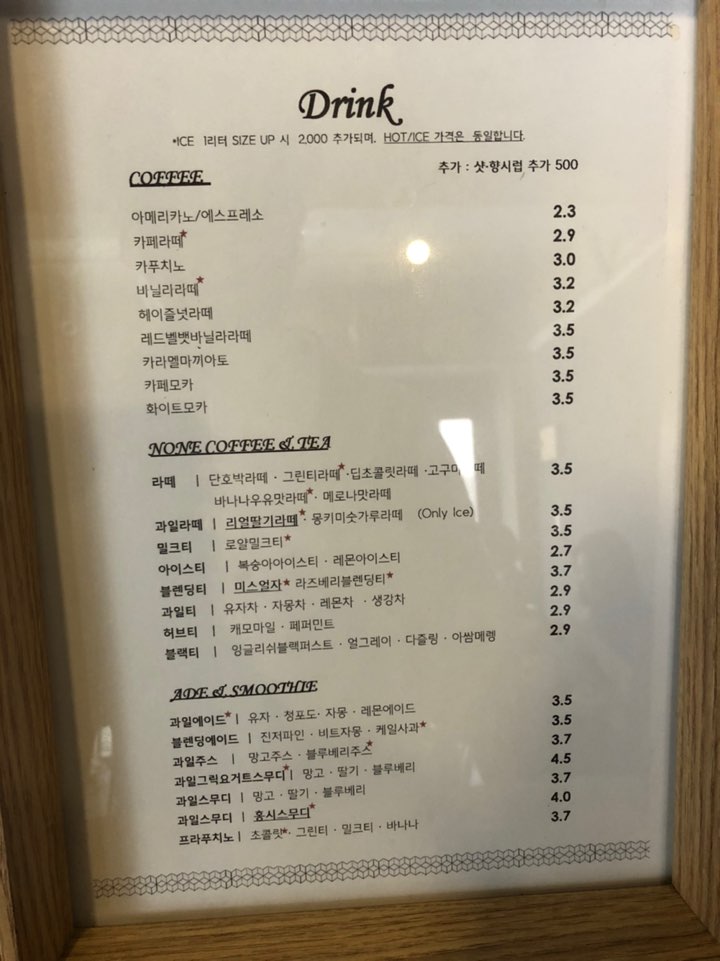 Drink
*ICE 1리터 SIZE UP 시 2,000 추가되며, HOT/ICE 가격은 동일합니다.
추가 : 샷·향시럽 추가 500
COFFEE
아메리카노/에스프레소 2.3
카페라떼★ 2.9
카푸치노 3.0
바닐라라떼★ 3.2
헤이즐넛라떼 3.2
레드벨벳바닐라라떼 3.5
카라멜마끼아또 3.5
카페모카 3.5
화이트모카 3.5
NONE COFFEE & TEA
라떼 | 단호박라떼 · 그린티라떼★ · 딥초콜릿라떼 · 3.5
바나나우유맛라떼★ · 메로나맛라떼
과일라떼 | 리얼딸기라떼★ · 몽키미숫가루라떼 (Only Ice) 3.5
밀크티 | 로얄밀크티★ 3.5
아이스티 | 복숭아아이스티 · 레몬아이스티 2.7
블렌딩티 | 미스얼자★ 라즈베리블렌딩티★ 3.7
과일티 | 유자차 · 자몽차 · 레몬차 · 생강차 2.9
허브티 | 캐모마일 · 페퍼민트 2.9
블랙티 | 잉글리쉬블랙퍼스트 · 얼그레이 · 다즐링 · 아쌈메렝 2.9
ADE & SMOOTHIE
과일에이드★ | 유자 · 청포도 · 자몽 · 레몬에이드 3.5
블렌딩에이드 | 진저파인 · 비트자몽 · 케일사과★ 3.5
과일주스 | 망고주스 · 블루베리주스★ 3.7
과일그릭요거트스무디★ | 망고 · 딸기 · 블루베리 4.5
과일스무디 | 망고 · 딸기 · 블루베리 3.7
과일스무디 | 홍시스무디★ 4.0
프라푸치노 | 초콜릿★ · 그린티 · 밀크티 · 바나나 3.7